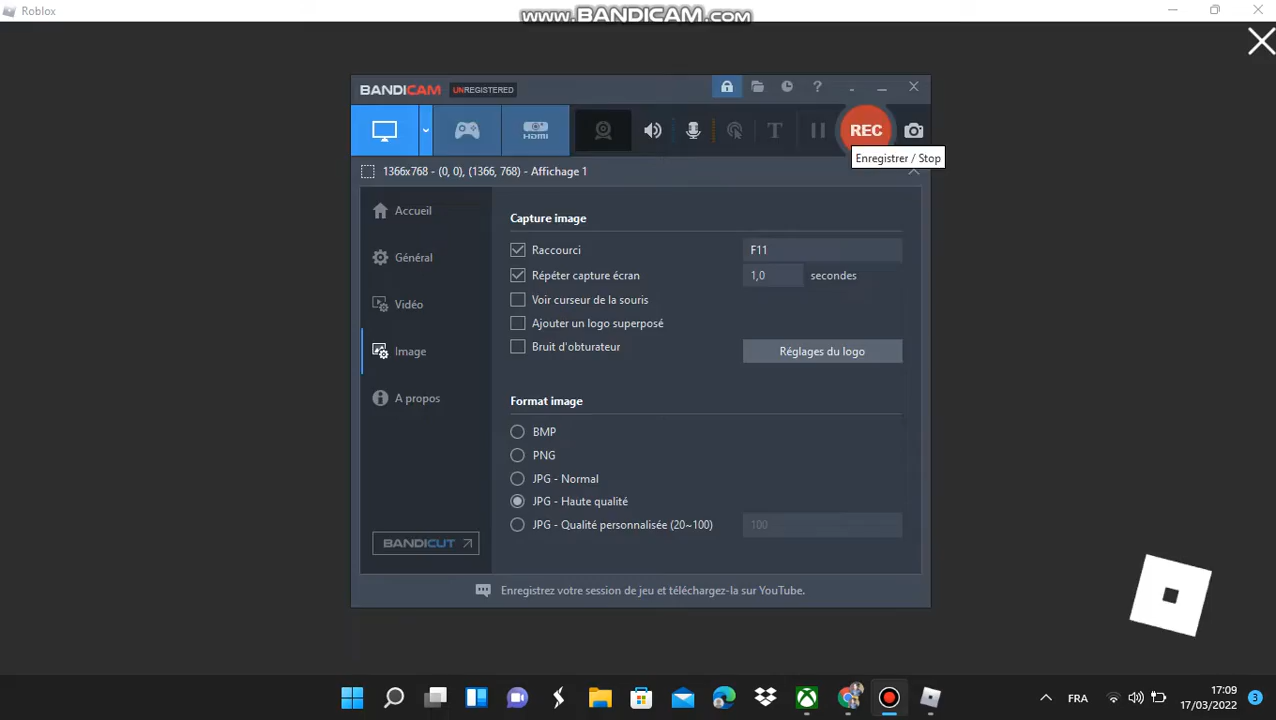 Roblox
www.BANDICAM.com
BANDICAM UNREGISTERED
?
HDMI
T
REC
Enregistrer / Stop
1366x768 - (0, 0), (1366, 768) - Affichage 1
Accueil
Général
Vidéo
Image
A propos
BANDICUT
Capture image
Raccourci F11
Répéter capture écran 1,0 secondes
Voir curseur de la souris
Ajouter un logo superposé
Bruit d'obturateur
Réglages du logo
Format image
BMP
PNG
JPG - Normal
JPG - Haute qualité
JPG - Qualité personnalisée (20~100) 100
Enregistrez votre session de jeu et téléchargez-la sur YouTube.
FRA
17:09
17/03/2022
3